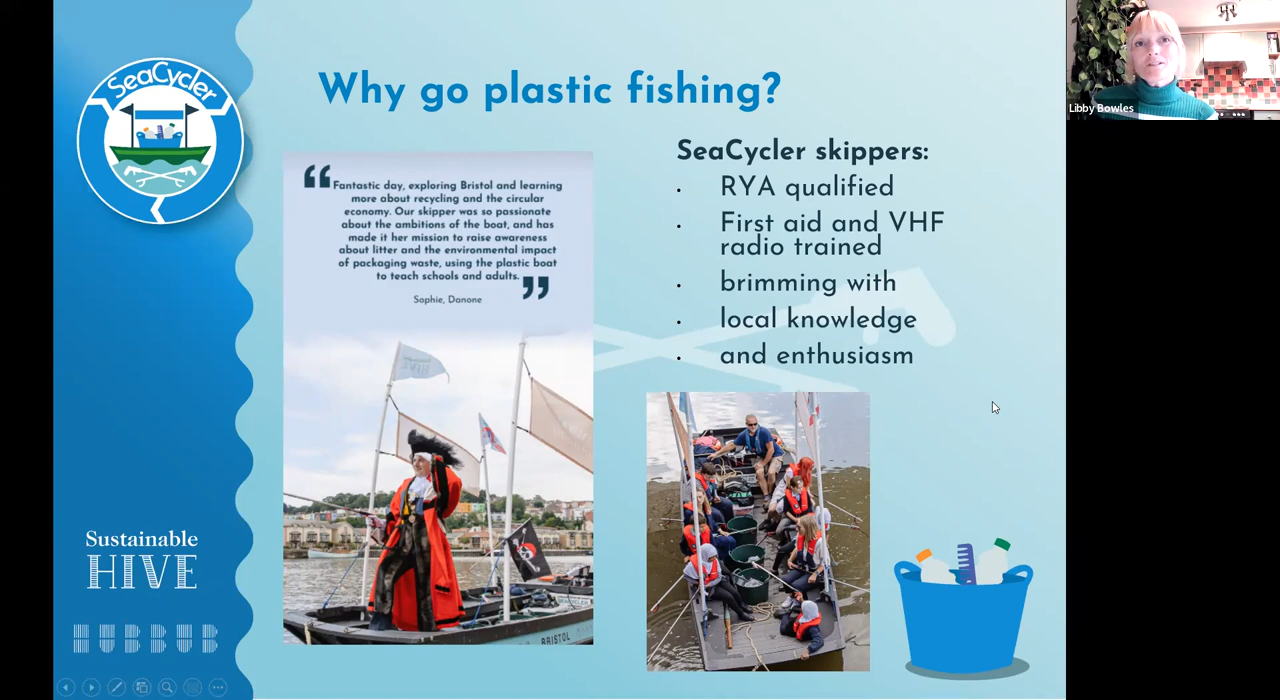 SeaCycler
Why go plastic fishing?
“Fantastic day, exploring Bristol and learning
more about recycling and the circular
economy. Our skipper was so passionate
about the ambitions of the boat, and has
made it her mission to raise awareness
about litter and the environmental impact
of packaging waste, using the plastic boat
to teach schools and adults.”
Sophie, Danone
SeaCycler skippers:
• RYA qualified
• First aid and VHF
radio trained
• brimming with
• local knowledge
• and enthusiasm
BRISTOL
Sustainable
HIVE
HUBBUB
Libby Bowles